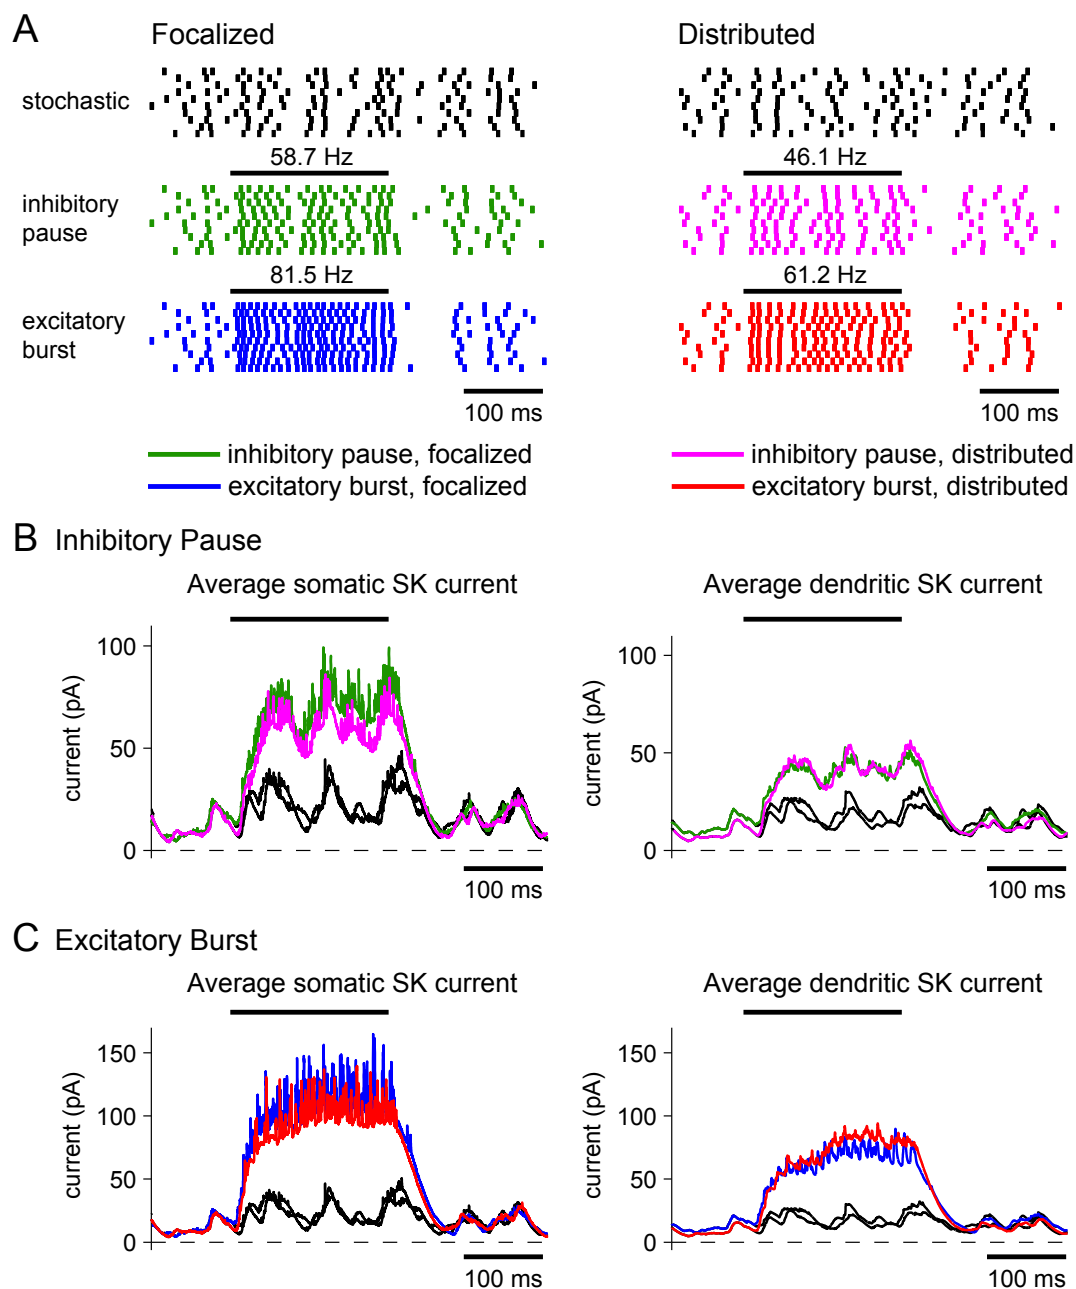 A
Focalized
Distributed
stochastic
58.7 Hz
46.1 Hz
inhibitory
pause
81.5 Hz
61.2 Hz
excitatory
burst
100 ms
100 ms
inhibitory pause, focalized
excitatory burst, focalized
inhibitory pause, distributed
excitatory burst, distributed
B Inhibitory Pause
Average somatic SK current
Average dendritic SK current
current (pA)
100
50
0
100 ms
current (pA)
100
50
0
100 ms
C Excitatory Burst
Average somatic SK current
Average dendritic SK current
current (pA)
150
100
50
0
100 ms
current (pA)
150
100
50
0
100 ms